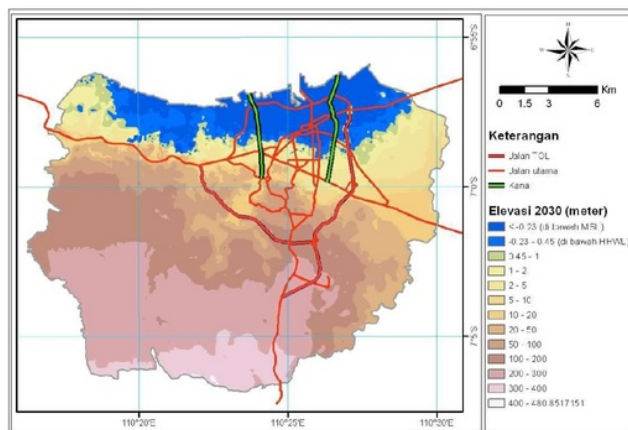 6°55'S
7°0'S
7°5'S
110°20'E
110°25'E
110°30'E
N
W
E
S
Km
0 1.5 3 6
Keterangan
Jalan TOL
Jalan utama
Kanal
Elevasi 2030 (meter)
<-0.23 (di bawah MSL)
-0.23 - 0.45 (di bawah HHWL)
0.45 - 1
1 - 2
2 - 5
5 - 10
10 - 20
20 - 50
50 - 100
100 - 200
200 - 300
300 - 400
400 - 480.8517151